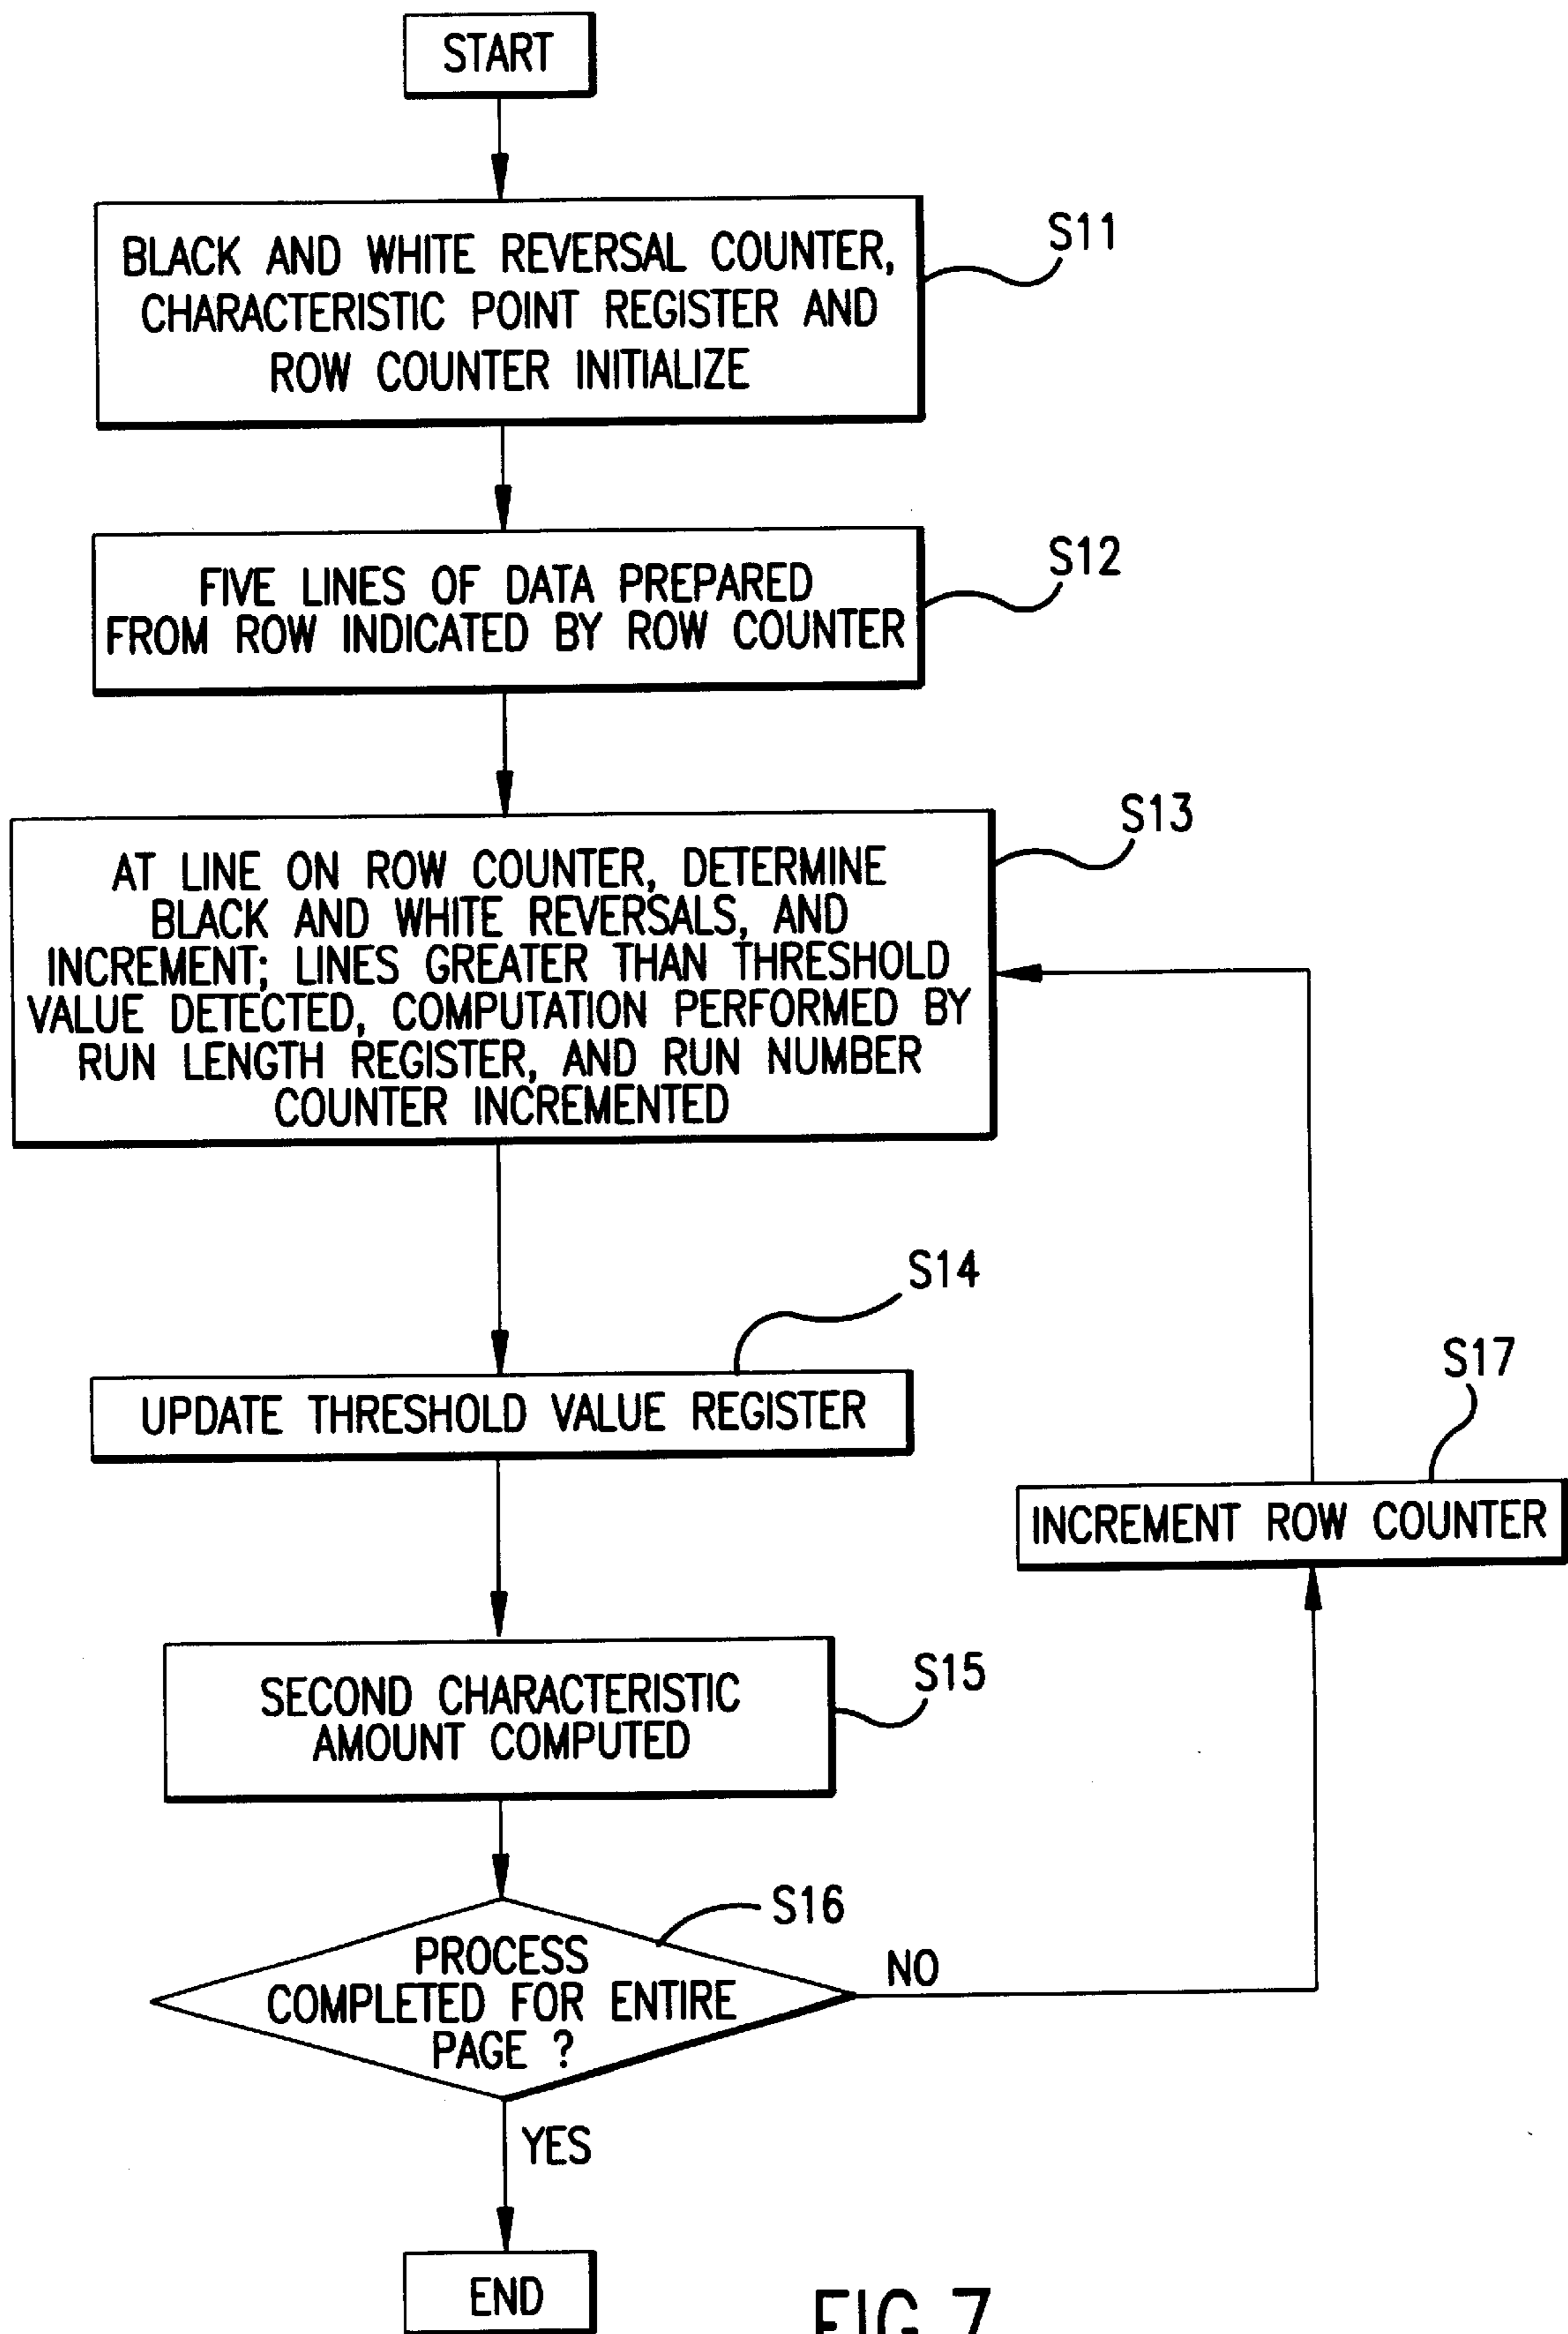 START
BLACK AND WHITE REVERSAL COUNTER,
CHARACTERISTIC POINT REGISTER AND
ROW COUNTER INITIALIZE
S11
FIVE LINES OF DATA PREPARED
FROM ROW INDICATED BY ROW COUNTER
S12
AT LINE ON ROW COUNTER, DETERMINE
BLACK AND WHITE REVERSALS, AND
INCREMENT; LINES GREATER THAN THRESHOLD
VALUE DETECTED, COMPUTATION PERFORMED BY
RUN LENGTH REGISTER, AND RUN NUMBER
COUNTER INCREMENTED
S13
UPDATE THRESHOLD VALUE REGISTER
S14
INCREMENT ROW COUNTER
S17
SECOND CHARACTERISTIC
AMOUNT COMPUTED
S15
PROCESS
COMPLETED FOR ENTIRE
PAGE ?
S16
NO
YES
END
FIG. 7